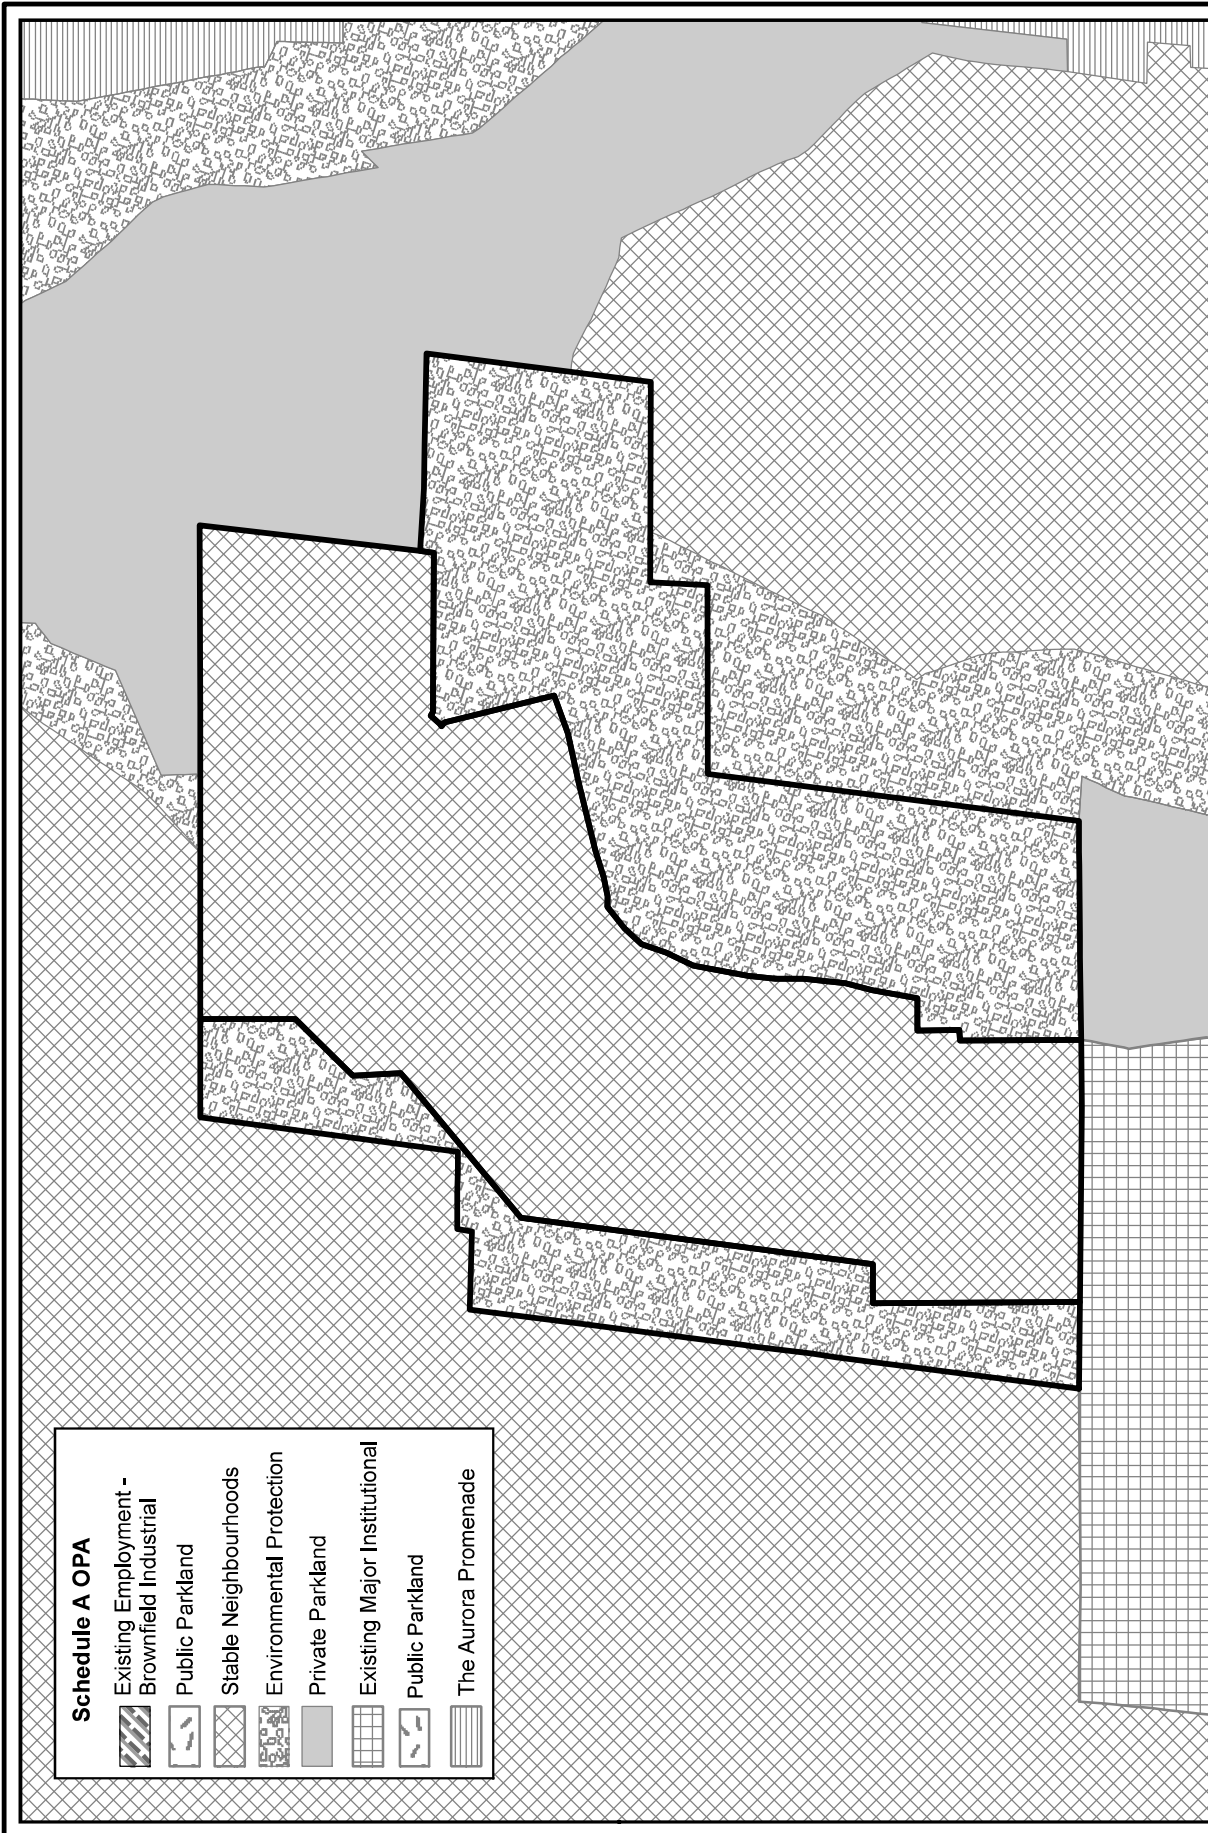 Schedule A OPA
Existing Employment -
Brownfield Industrial
Public Parkland
Stable Neighbourhoods
Environmental Protection
Private Parkland
Existing Major Institutional
Public Parkland
The Aurora Promenade